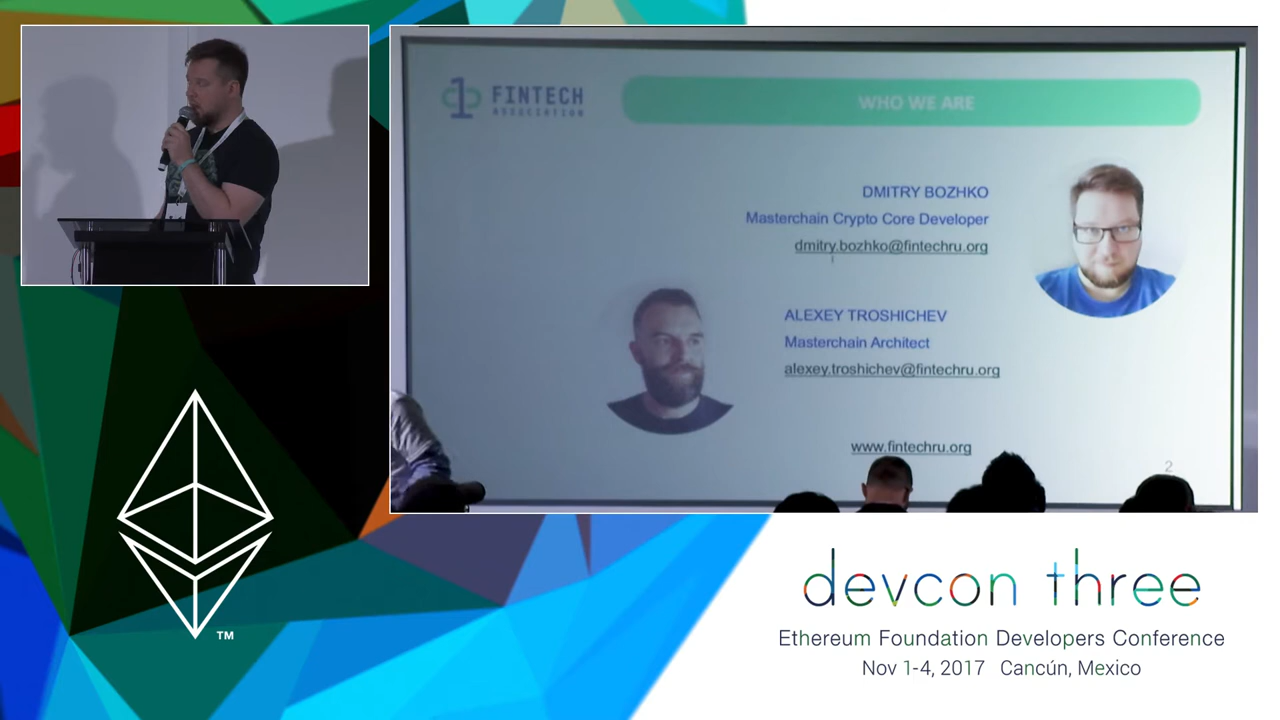 FINTECH
ASSOCIATION
WHO WE ARE
DMITRY BOZHKO
Masterchain Crypto Core Developer
dmitry.bozhko@fintechru.org
ALEXEY TROSHICHEV
Masterchain Architect
alexey.troshichev@fintechru.org
www.fintechru.org
2
TM
devcon three
Ethereum Foundation Developers Conference
Nov 1-4, 2017 Cancún, Mexico